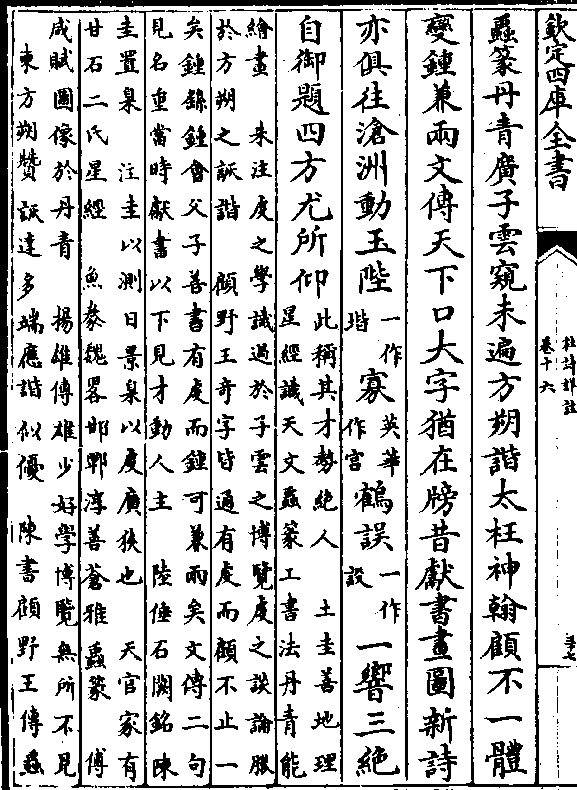 欽定四庫全書
杜詩詳註
卷十六
蟲篆丹青廣子雲窺未遍方朔諧太枉神翰顧不一體
變鍾兼兩文傳天下口大字猶在牓昔獻書畫圖新詩
亦俱往滄洲動玉陛一作階寡英華作宫鶴誤一作設一響三絶
自御題四方尤所仰
此稱其才勢絶人 土圭善地理
星經識天文蟲篆工書法丹青能
繪畫 朱注虔之學識過於子雲之博覽虔之談論勝
於方朔之詼諧 顧野王奇字皆通有虔而顧不止一
矣鍾繇鍾會父子善書有虔而鍾可兼兩矣文傳二句
見名重當時獻書以下見才動人主 陸倕石闕銘陳
圭置臬 注圭以測日景臬以度廣狹也 天官家有
甘石二氏星經 魚豢魏畧邯鄲淳善蒼雅蟲篆 傅
咸賦圖像於丹青 揚雄傳雄少好學博覽無所不見
東方朔贊詼達多端應諧似優 陳書顧野王傳蟲